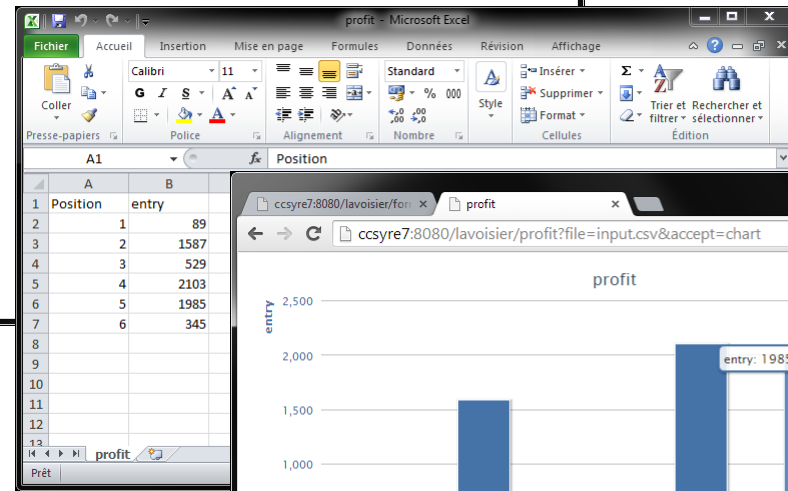 profit - Microsoft Excel
Fichier Accueil Insertion Mise en page Formules Données Révision Affichage
Coller
Calibri 11
G I S A A
A
Standard
% 000
,0 ,00
,00 ,0
Style
Insérer
Supprimer
Format
Σ
Trier et filtrer
Rechercher et sélectionner
Presse-papiers Police Alignement Nombre Cellules Édition
A1 fx Position
A B
1 Position entry
2 1 89
3 2 1587
4 3 529
5 4 2103
6 5 1985
7 6 345
8
9
10
11
12
13
profit
Prêt
ccsyre7:8080/lavoisier/for profit
ccsyre7:8080/lavoisier/profit?file=input.csv&accept=chart
profit
entry
2,500
2,000
1,500
1,000
entry: 1985